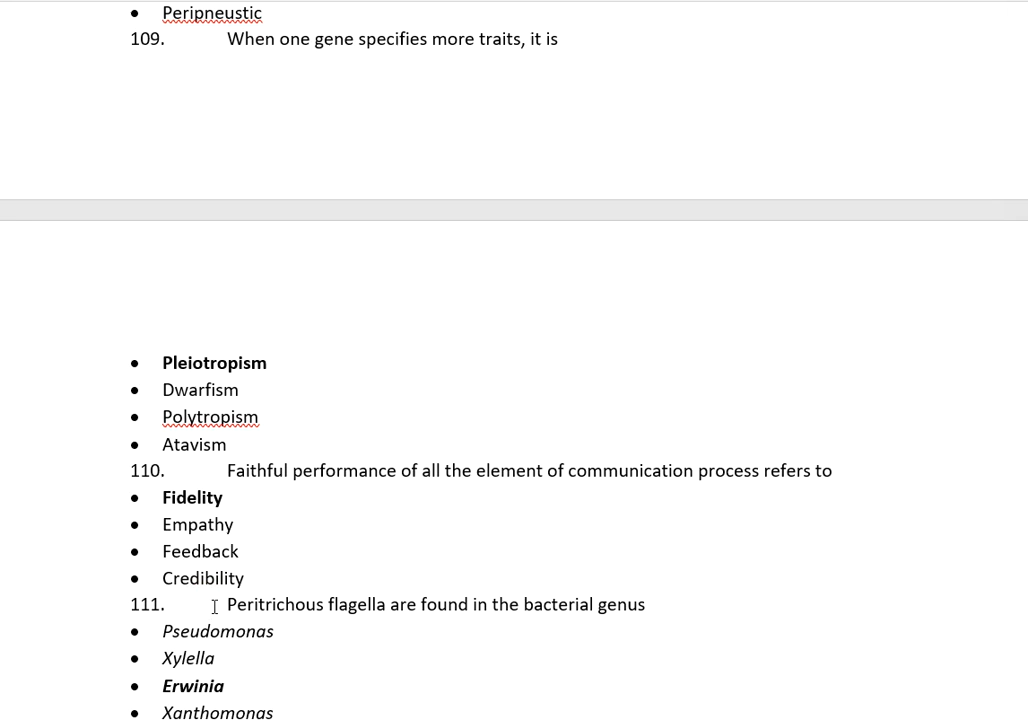 • Peripneustic
109. When one gene specifies more traits, it is
• Pleiotropism
• Dwarfism
• Polytropism
• Atavism
110. Faithful performance of all the element of communication process refers to
• Fidelity
• Empathy
• Feedback
• Credibility
111. Peritrichous flagella are found in the bacterial genus
• Pseudomonas
• Xylella
• Erwinia
• Xanthomonas